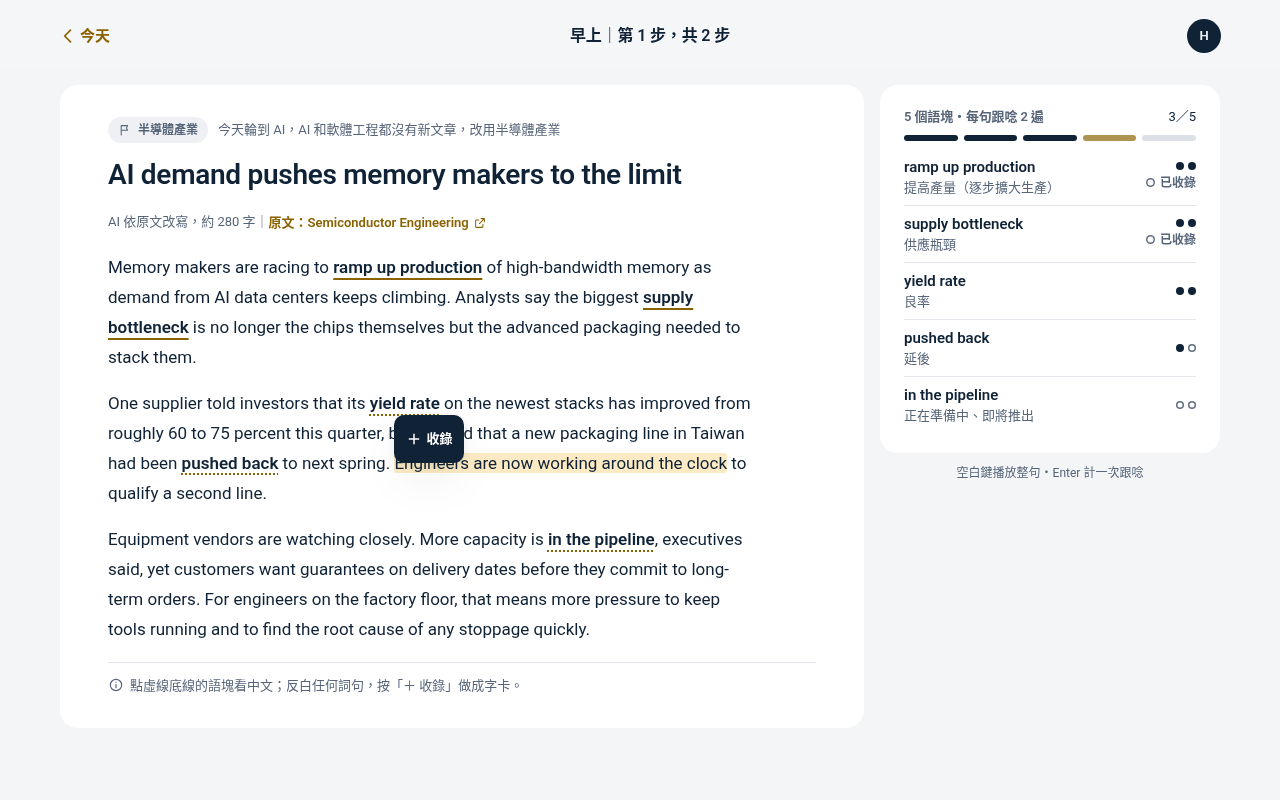 今天
早上｜第 1 步，共 2 步
H
半導體產業
今天輪到 AI，AI 和軟體工程都沒有新文章，改用半導體產業
AI demand pushes memory makers to the limit
AI 依原文改寫，約 280 字｜原文：Semiconductor Engineering
Memory makers are racing to ramp up production of high-bandwidth memory as
demand from AI data centers keeps climbing. Analysts say the biggest supply
bottleneck is no longer the chips themselves but the advanced packaging needed to
stack them.
One supplier told investors that its yield rate on the newest stacks has improved from
roughly 60 to 75 percent this quarter, that a new packaging line in Taiwan
had been pushed back to next spring. Engineers are now working around the clock to
qualify a second line.
＋ 收錄
Equipment vendors are watching closely. More capacity is in the pipeline, executives
said, yet customers want guarantees on delivery dates before they commit to long-
term orders. For engineers on the factory floor, that means more pressure to keep
tools running and to find the root cause of any stoppage quickly.
點虛線底線的語塊看中文；反白任何詞句，按「＋ 收錄」做成字卡。
5 個語塊・每句跟唸 2 遍
3／5
ramp up production
提高產量（逐步擴大生產）
已收錄
supply bottleneck
供應瓶頸
已收錄
yield rate
良率
pushed back
延後
in the pipeline
正在準備中、即將推出
空白鍵播放整句・Enter 計一次跟唸